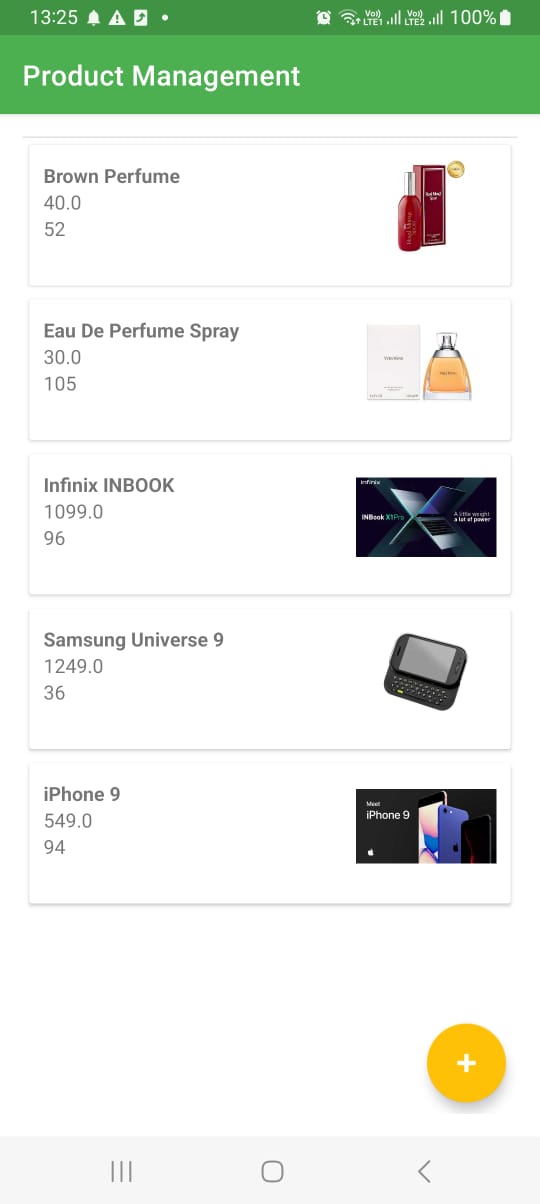 13:25
Vo)) LTE1
Vo)) LTE2
100%
Product Management
Brown Perfume
40.0
52
Eau De Perfume Spray
30.0
105
VERA WANG
Infinix INBOOK
1099.0
96
Infinix
INBook X1Pro
A little weight
a lot of power
Samsung Universe 9
1249.0
36
iPhone 9
549.0
94
Meet
iPhone 9
+